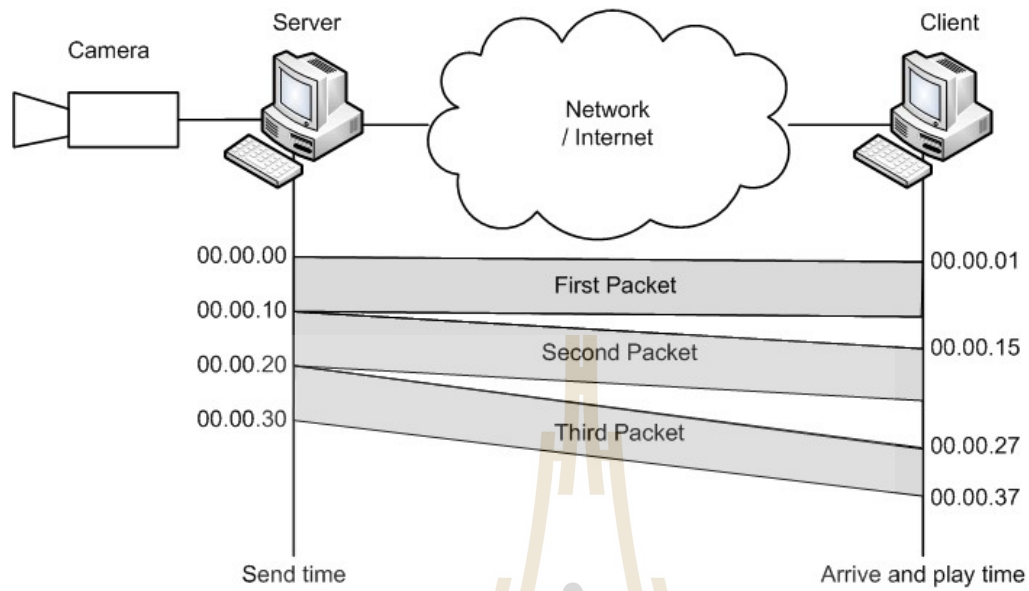 Server
Client
Camera
Network
/ Internet
00.00.00
00.00.01
First Packet
00.00.10
00.00.15
Second Packet
00.00.20
00.00.27
Third Packet
00.00.30
00.00.37
Send time
Arrive and play time